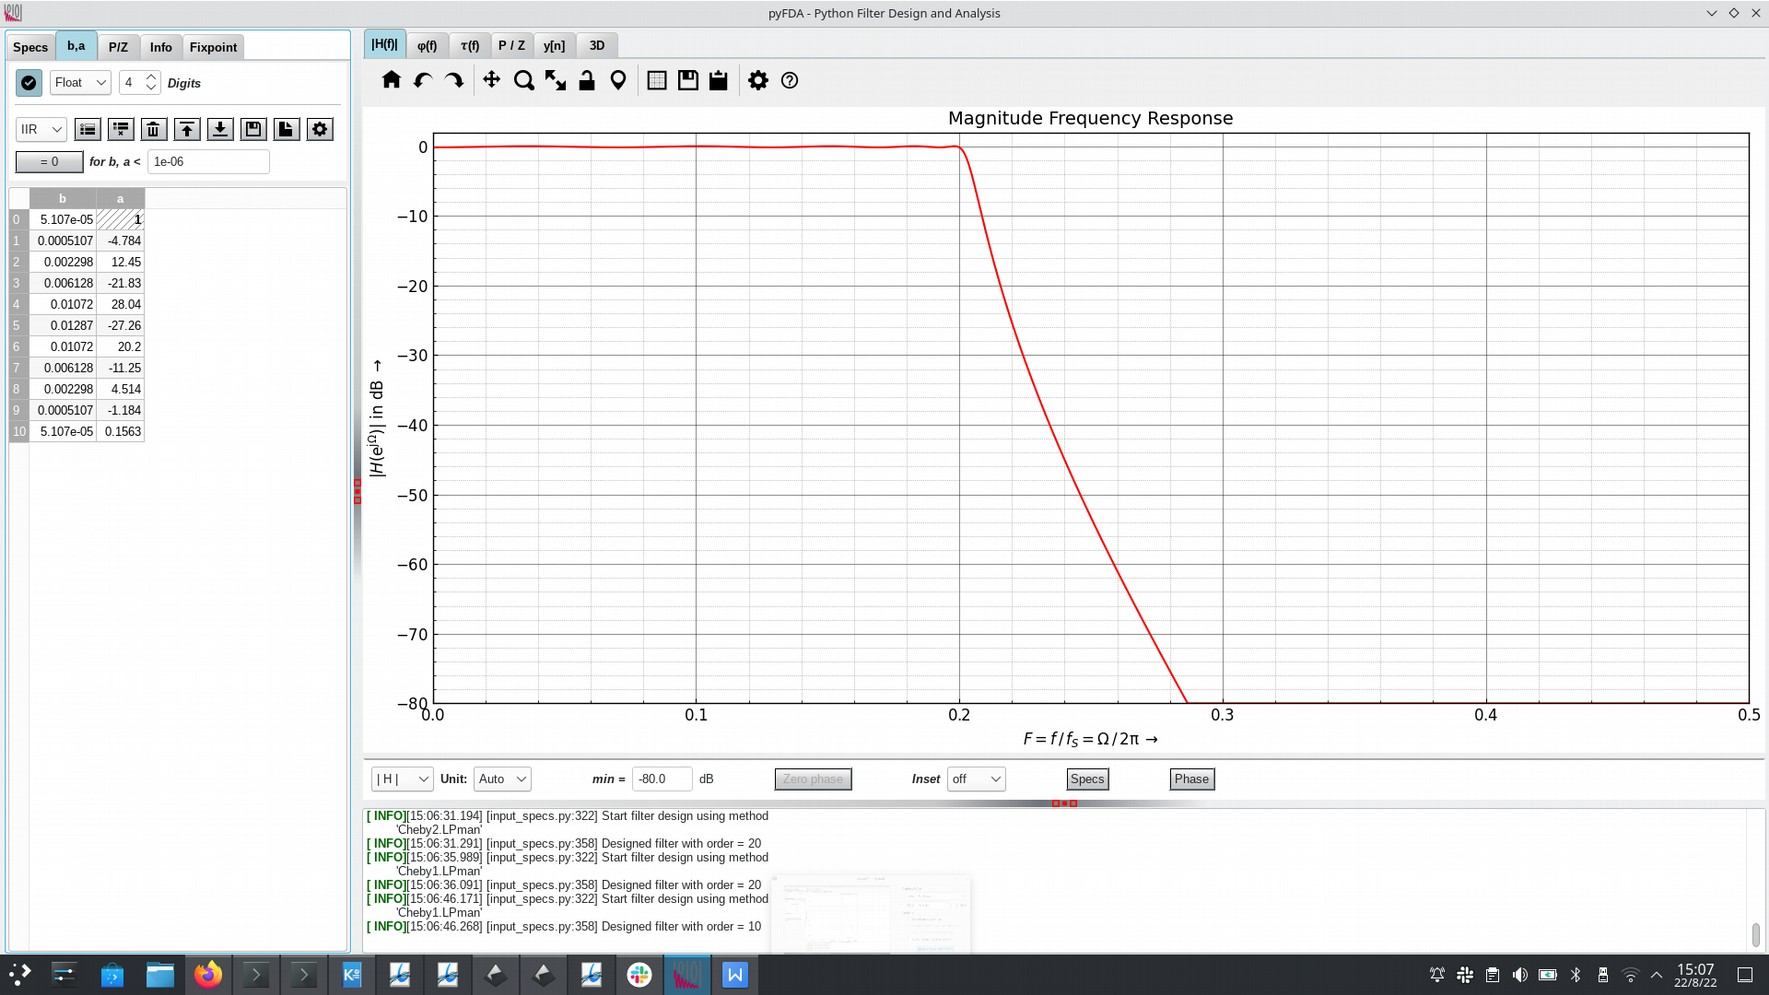 pyFDA - Python Filter Design and Analysis
Specs b,a P/Z Info Fixpoint
Float 4 Digits
IIR
= 0 for b, a < 1e-06
b a
0 5.107e-05 1
1 0.0005107 -4.784
2 0.002298 12.45
3 0.006128 -21.83
4 0.01072 28.04
5 0.01287 -27.26
6 0.01072 20.2
7 0.006128 -11.25
8 0.002298 4.514
9 0.0005107 -1.184
10 5.107e-05 0.1563
|H(f)| φ(f) τ(f) P / Z y[n] 3D
Magnitude Frequency Response
0
−10
−20
−30
−40
−50
−60
−70
−80
|H(e^jΩ)| in dB →
0.0 0.1 0.2 0.3 0.4 0.5
F = f / f_S = Ω / 2π →
| H | Unit: Auto min = -80.0 dB Zero phase Inset off Specs Phase
[ INFO][15:06:31.194] [input_specs.py:322] Start filter design using method
'Cheby2.LPman'
[ INFO][15:06:31.291] [input_specs.py:358] Designed filter with order = 20
[ INFO][15:06:35.989] [input_specs.py:322] Start filter design using method
'Cheby1.LPman'
[ INFO][15:06:36.091] [input_specs.py:358] Designed filter with order = 20
[ INFO][15:06:46.171] [input_specs.py:322] Start filter design using method
'Cheby1.LPman'
[ INFO][15:06:46.268] [input_specs.py:358] Designed filter with order = 10
15:07
22/8/22